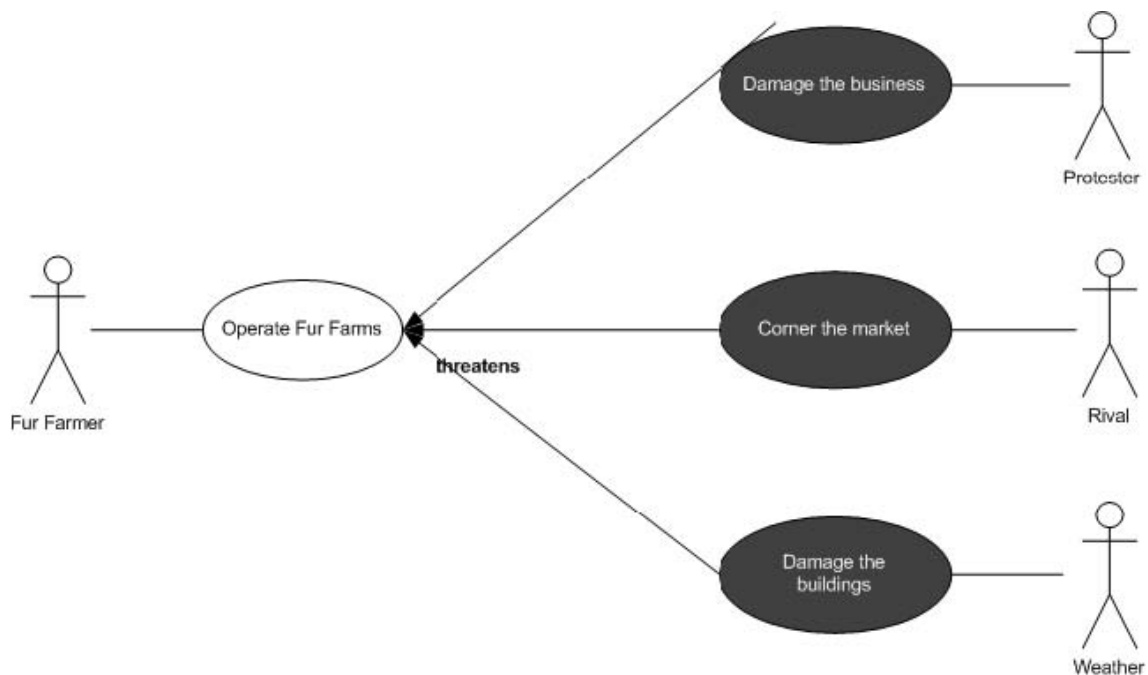 Damage the business
Protester
Operate Fur Farms
Corner the market
threatens
Fur Farmer
Rival
Damage the
buildings
Weather